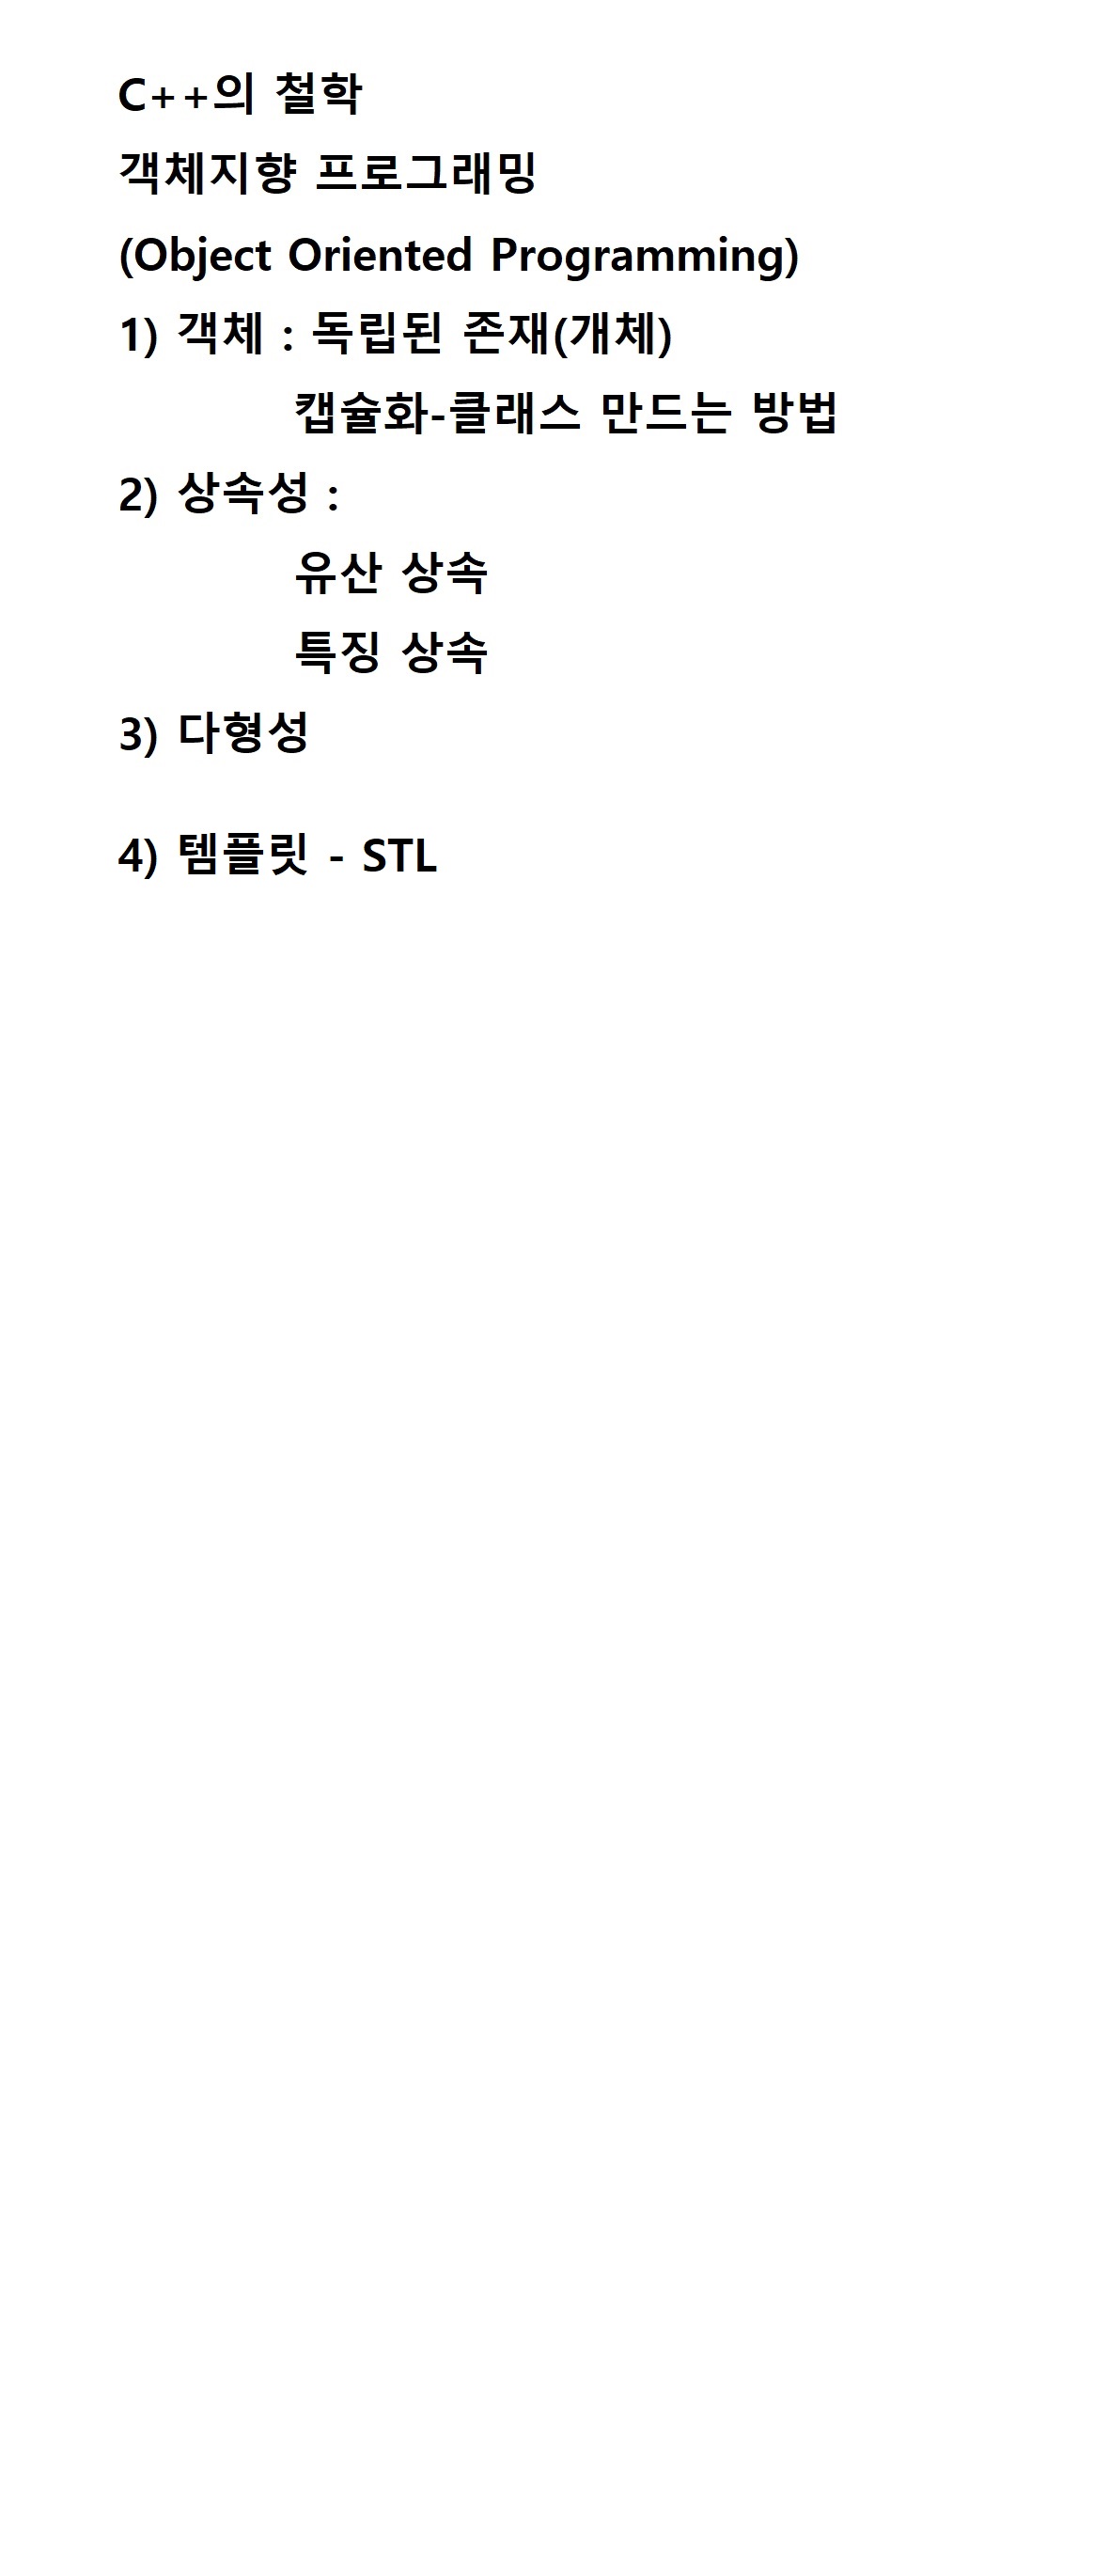 C++의 철학
객체지향 프로그래밍
(Object Oriented Programming)
1) 객체 : 독립된 존재(개체)
캡슐화-클래스 만드는 방법
2) 상속성 :
유산 상속
특징 상속
3) 다형성
4) 템플릿 - STL